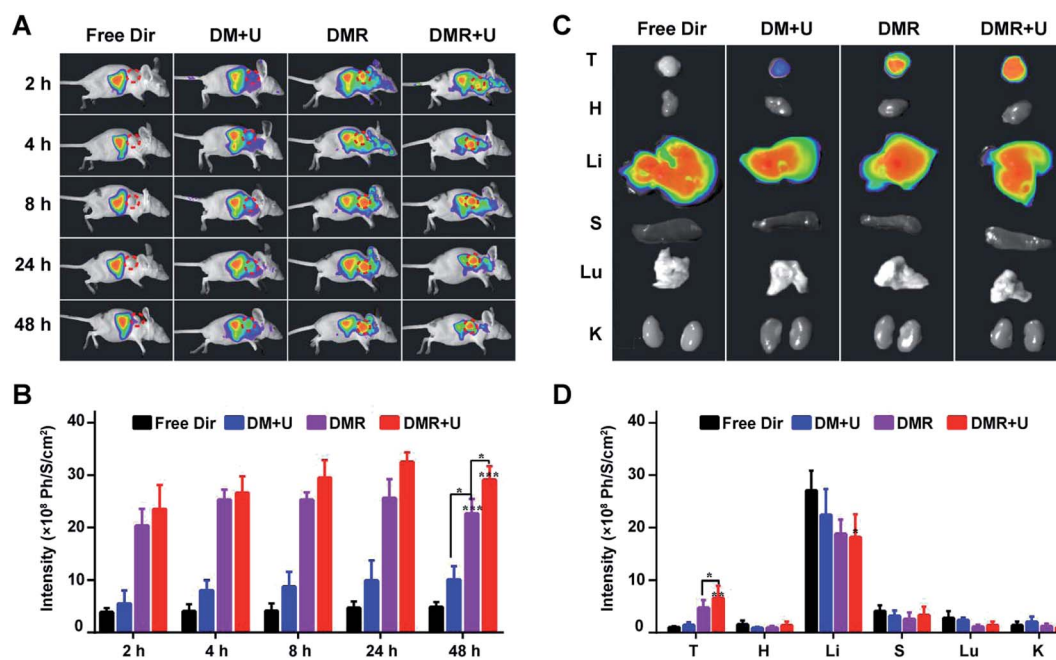 A
Free Dir DM+U DMR DMR+U
2 h
4 h
8 h
24 h
48 h
B
Free Dir DM+U DMR DMR+U
Intensity (×10⁸ Ph/S/cm²)
40
30
20
10
0
* *
*** ***
2 h 4 h 8 h 24 h 48 h
C
Free Dir DM+U DMR DMR+U
T
H
Li
S
Lu
K
D
Free Dir DM+U DMR DMR+U
Intensity (×10⁸ Ph/S/cm²)
40
30
20
10
0
*
**
*
T H Li S Lu K